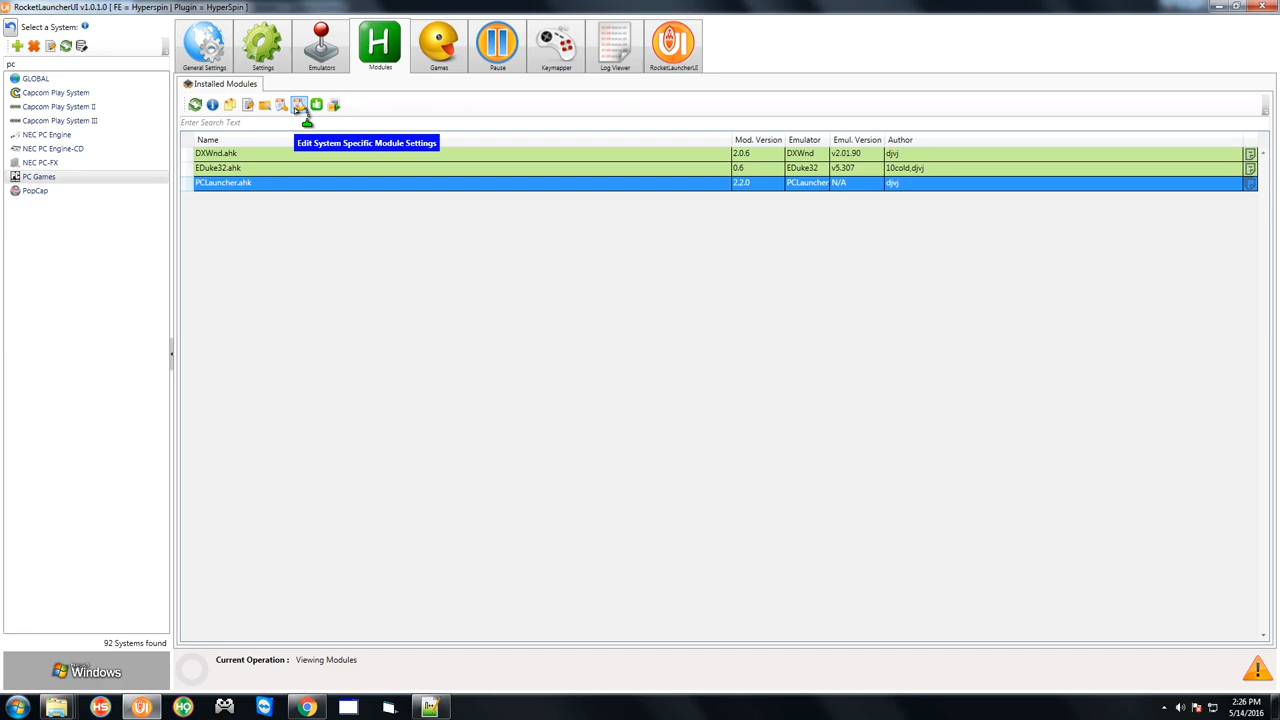 RocketLauncherUI v1.0.1.0 [ FE = Hyperspin | Plugin = HyperSpin ]
Select a System:
pc
GLOBAL
Capcom Play System
Capcom Play System II
Capcom Play System III
NEC PC Engine
NEC PC Engine-CD
NEC PC-FX
PC Games
PopCap
92 Systems found
Windows
General Settings
Settings
Emulators
H
Modules
Games
Pause
Keymapper
Log Viewer
RocketLauncherUI
Installed Modules
Enter Search Text
Edit System Specific Module Settings
Name Mod. Version Emulator Emul. Version Author
DXWnd.ahk 2.0.6 DXWnd v2.01.90 djvj
EDuke32.ahk 0.6 EDuke32 v5.307 10cold,djvj
PCLauncher.ahk 2.2.0 PCLauncher N/A djvj
Current Operation : Viewing Modules
HS
HQ
2:26 PM
5/14/2016